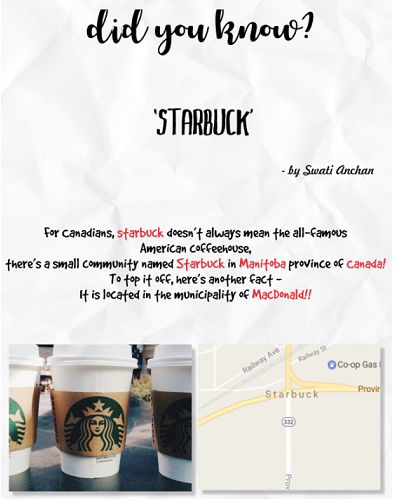 did you know?
'STARBUCK'
- by Swati Anchan
For Canadians, starbuck doesn't always mean the all-famous
American coffeehouse,
there's a small community named Starbuck in Manitoba province of canada!
To top it off, here's another fact -
It is located in the municipality of MacDonald!!
Railway Ave
Railway St
Co-op Gas
Provin
Starbuck
332
Prov